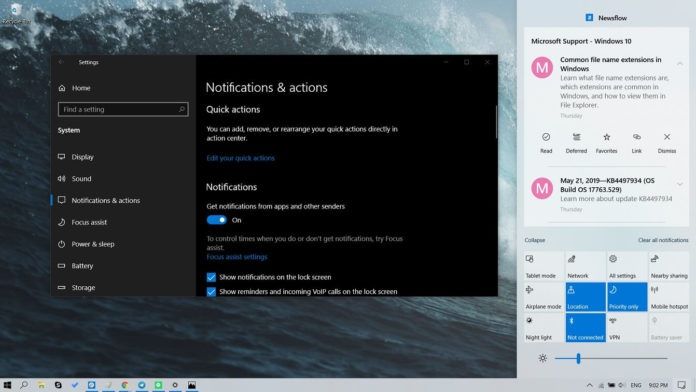 Recycle Bin
Settings
Home
Find a setting
System
Display
Sound
Notifications & actions
Focus assist
Power & sleep
Battery
Storage
Notifications & actions
Quick actions
You can add, remove, or rearrange your quick actions directly in
action center.
Edit your quick actions
Notifications
Get notifications from apps and other senders
On
To control times when you do or don't get notifications, try Focus
assist.
Focus assist settings
Show notifications on the lock screen
Show reminders and incoming VoIP calls on the lock screen
Newsflow
Microsoft Support - Windows 10
M
Common file name extensions in
Windows
Learn what file name extensions are,
which extensions are common in
Windows, and how to view them in
File Explorer.
Thursday
Read
Deferred
Favorites
Link
Dismiss
M
May 21, 2019—KB4497934 (OS
Build OS 17763.529)
Learn more about update KB4497934
Thursday
Collapse
Clear all notifications
Tablet mode
Network
All settings
Nearby sharing
Airplane mode
Location
Priority only
Mobile hotspot
Night light
Not connected
VPN
Battery saver
ENG
9:02 PM